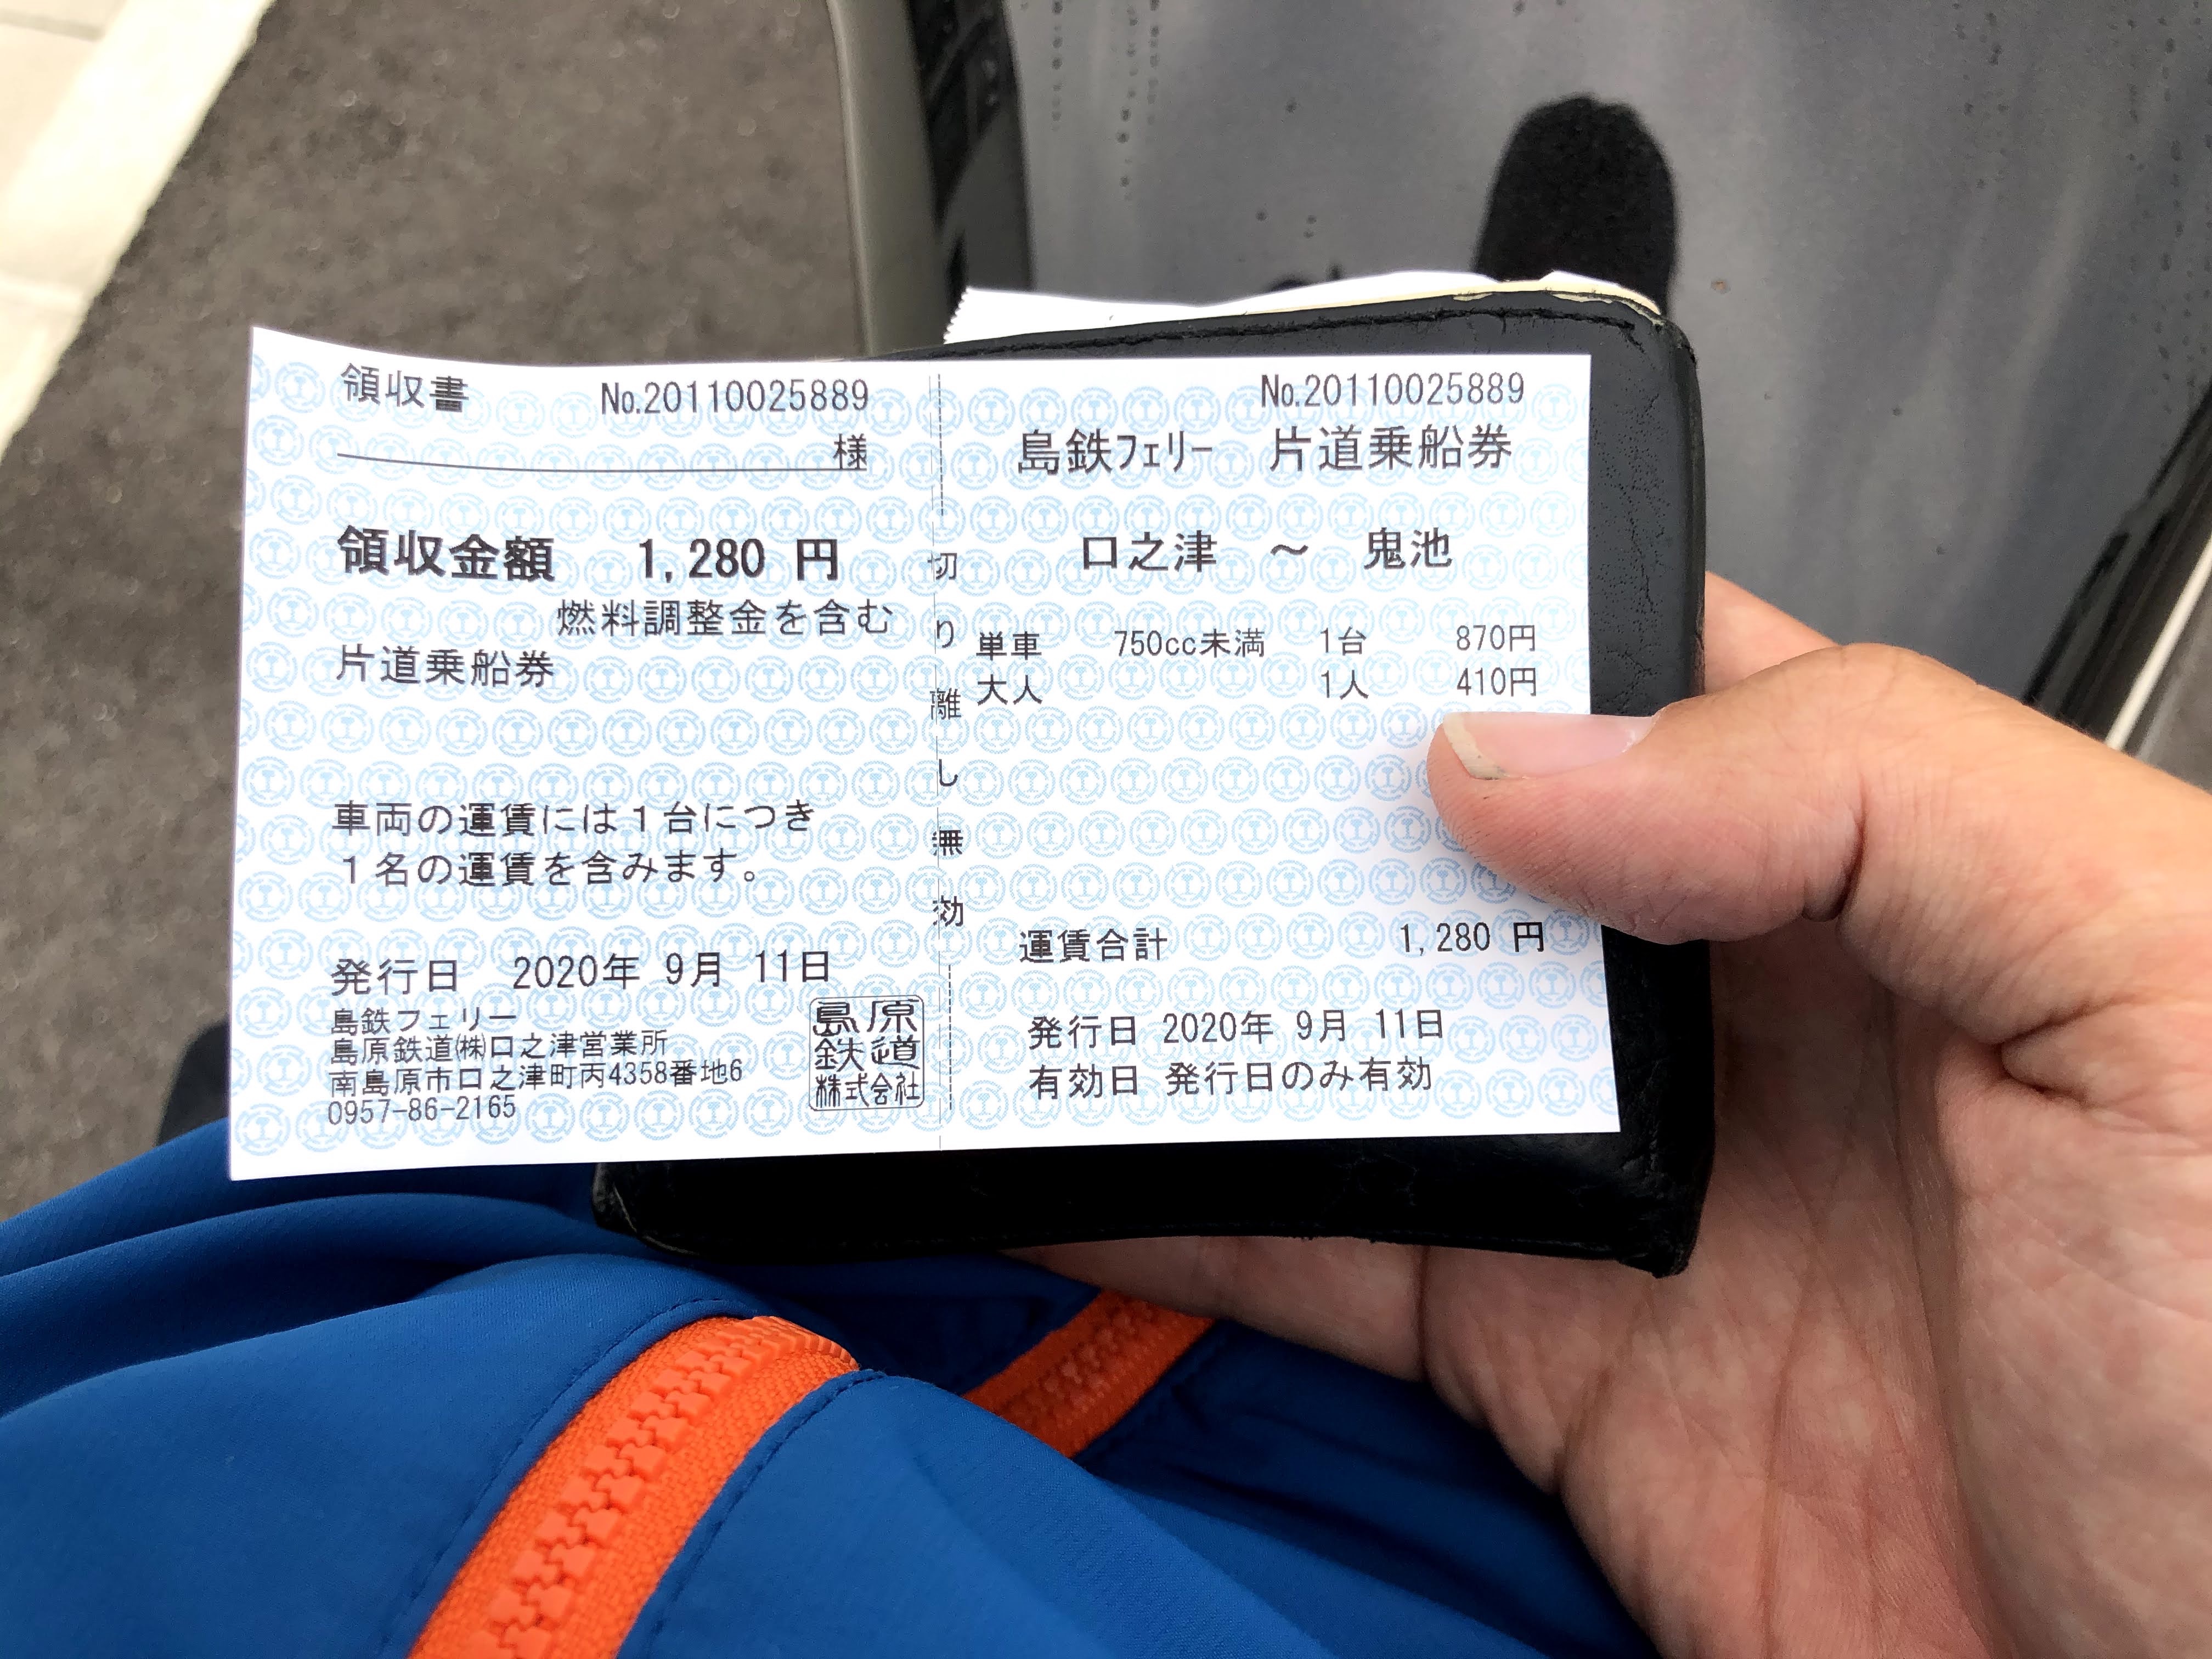 領収書 No.20110025889
様
領収金額 1,280 円
燃料調整金を含む
片道乗船券
車両の運賃には1台につき
1名の運賃を含みます。
発行日 2020年 9月 11日
島鉄フェリー
島原鉄道㈱口之津営業所
南島原市口之津町丙4358番地6
0957-86-2165
島原
鉄道
株式会社
切り離し無効
No.20110025889
島鉄フェリー 片道乗船券
口之津 ～ 鬼池
単車 750cc未満 1台 870円
大人 1人 410円
運賃合計 1,280 円
発行日 2020年 9月 11日
有効日 発行日のみ有効